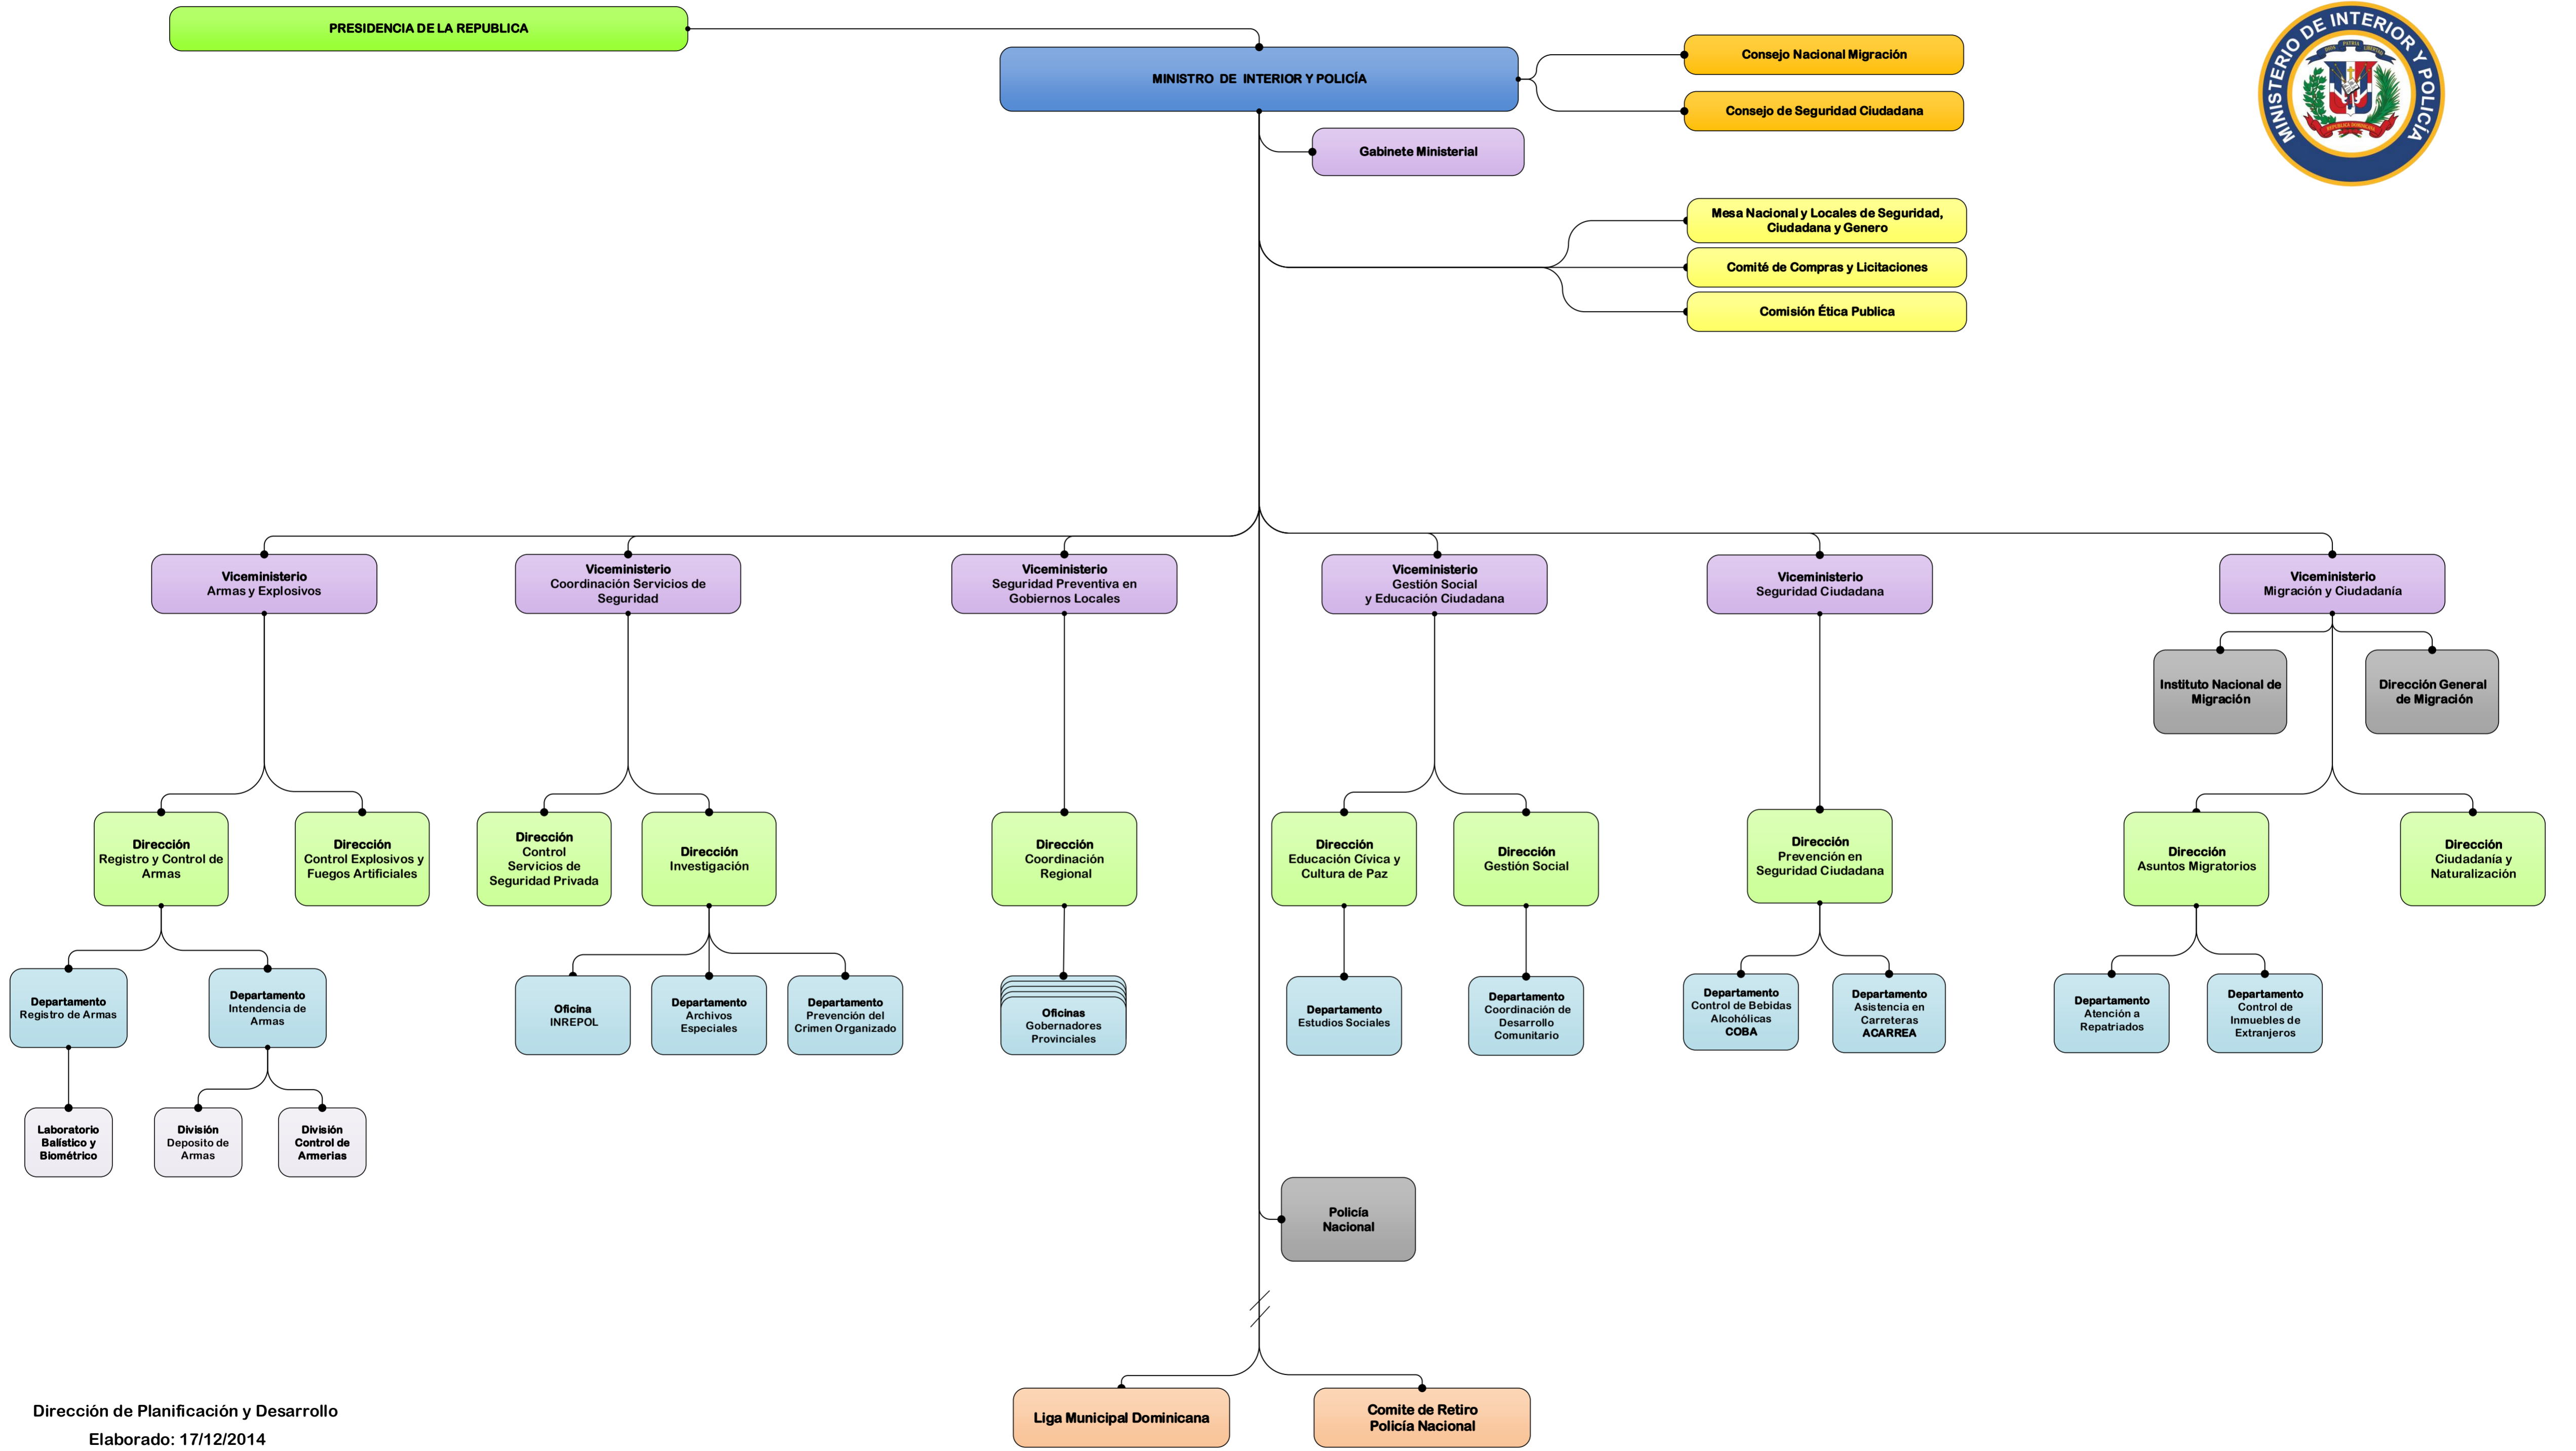 PRESIDENCIA DE LA REPUBLICA
MINISTRO DE INTERIOR Y POLICÍA
Consejo Nacional Migración
Consejo de Seguridad Ciudadana
MINISTERIO DE INTERIOR Y POLICÍA
DIOS PATRIA LIBERTAD
REPUBLICA DOMINICANA
Gabinete Ministerial
Mesa Nacional y Locales de Seguridad,
Ciudadana y Genero
Comité de Compras y Licitaciones
Comisión Ética Publica
Viceministerio
Armas y Explosivos
Viceministerio
Coordinación Servicios de
Seguridad
Viceministerio
Seguridad Preventiva en
Gobiernos Locales
Viceministerio
Gestión Social
y Educación Ciudadana
Viceministerio
Seguridad Ciudadana
Viceministerio
Migración y Ciudadanía
Instituto Nacional de
Migración
Dirección General
de Migración
Dirección
Registro y Control de
Armas
Dirección
Control Explosivos y
Fuegos Artificiales
Dirección
Control
Servicios de
Seguridad Privada
Dirección
Investigación
Dirección
Coordinación
Regional
Dirección
Educación Cívica y
Cultura de Paz
Dirección
Gestión Social
Dirección
Prevención en
Seguridad Ciudadana
Dirección
Asuntos Migratorios
Dirección
Ciudadanía y
Naturalización
Departamento
Registro de Armas
Departamento
Intendencia de
Armas
Oficina
INREPOL
Departamento
Archivos
Especiales
Departamento
Prevención del
Crimen Organizado
Oficinas
Gobernadores
Provinciales
Departamento
Estudios Sociales
Departamento
Coordinación de
Desarrollo
Comunitario
Departamento
Control de Bebidas
Alcohólicas
COBA
Departamento
Asistencia en
Carreteras
ACARREA
Departamento
Atención a
Repatriados
Departamento
Control de
Inmuebles de
Extranjeros
Laboratorio
Balístico y
Biométrico
División
Deposito de
Armas
División
Control de
Armerias
Policía
Nacional
Liga Municipal Dominicana
Comite de Retiro
Policía Nacional
Dirección de Planificación y Desarrollo
Elaborado: 17/12/2014